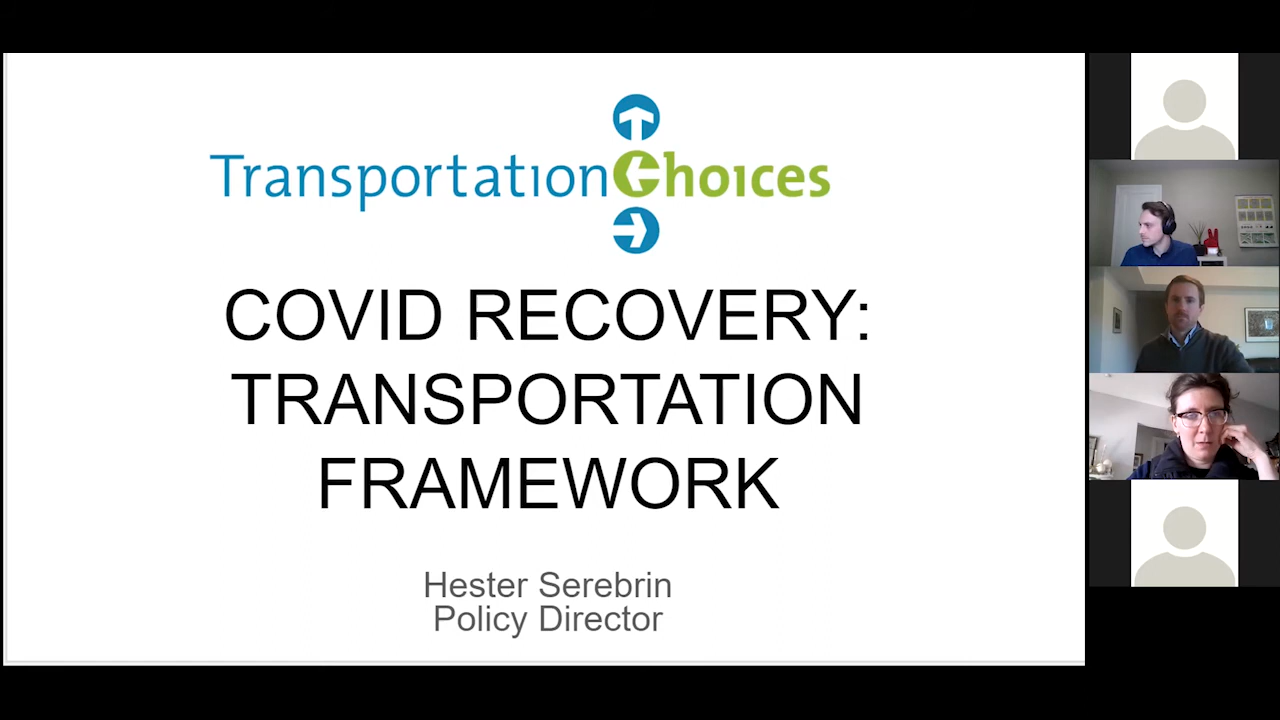 TransportationChoices
COVID RECOVERY:
TRANSPORTATION
FRAMEWORK
Hester Serebrin
Policy Director